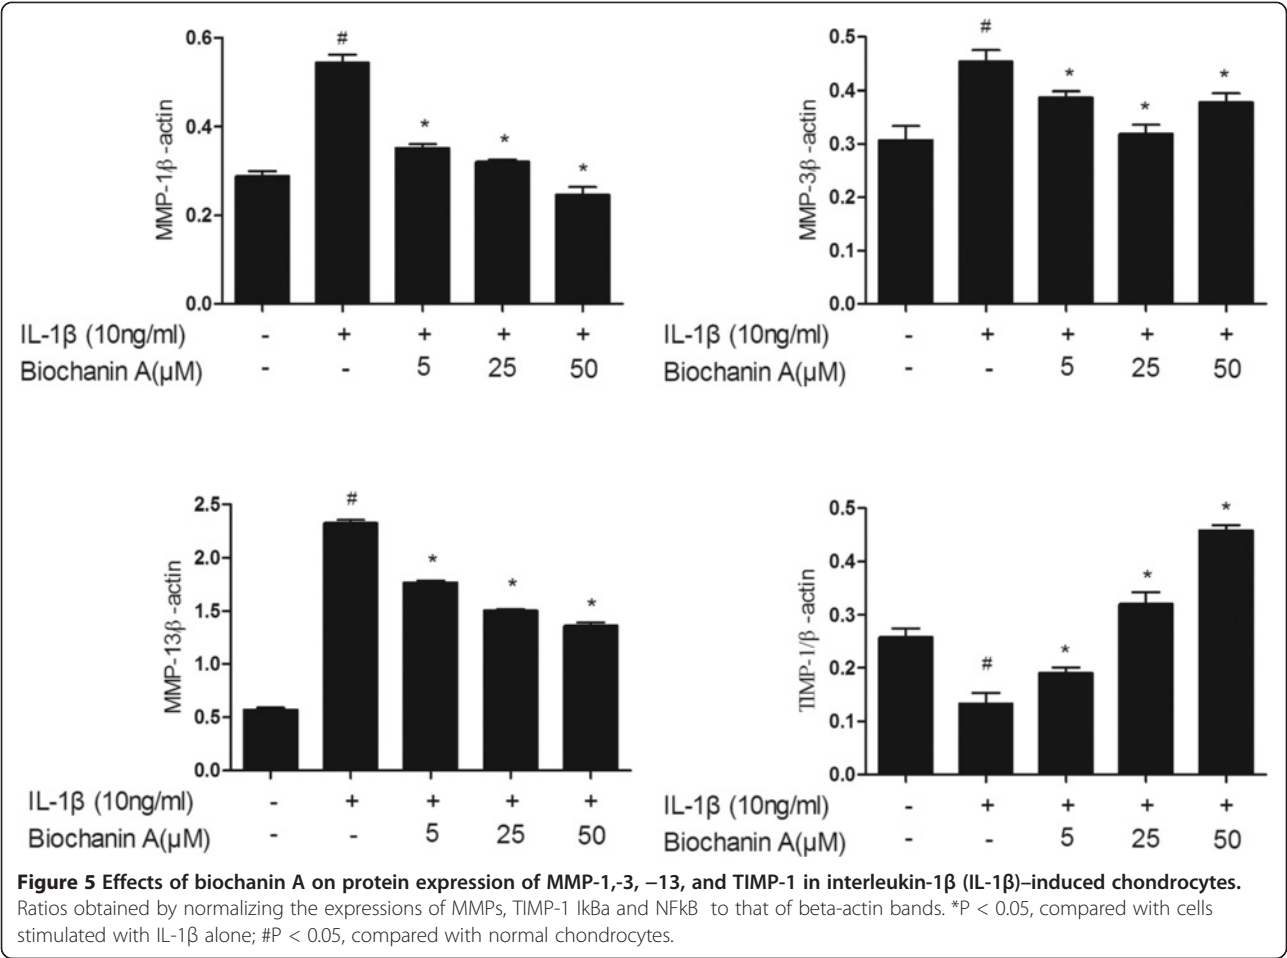 0.6
0.4
0.2
0.0
MMP-1/β -actin
#
*
*
*
IL-1β (10ng/ml) - + + + +
Biochanin A(μM) - - 5 25 50
0.5
0.4
0.3
0.2
0.1
0.0
MMP-3β -actin
#
*
*
*
IL-1β (10ng/ml) - + + + +
Biochanin A(μM) - - 5 25 50
2.5
2.0
1.5
1.0
0.5
0.0
MMP-13β -actin
#
*
*
*
IL-1β (10ng/ml) - + + + +
Biochanin A(μM) - - 5 25 50
0.5
0.4
0.3
0.2
0.1
0.0
TIMP-1/β -actin
#
*
*
*
IL-1β (10ng/ml) - + + + +
Biochanin A(μM) - - 5 25 50
Figure 5 Effects of biochanin A on protein expression of MMP-1,-3, −13, and TIMP-1 in interleukin-1β (IL-1β)–induced chondrocytes.
Ratios obtained by normalizing the expressions of MMPs, TIMP-1 IkBa and NFkB to that of beta-actin bands. *P < 0.05, compared with cells
stimulated with IL-1β alone; #P < 0.05, compared with normal chondrocytes.